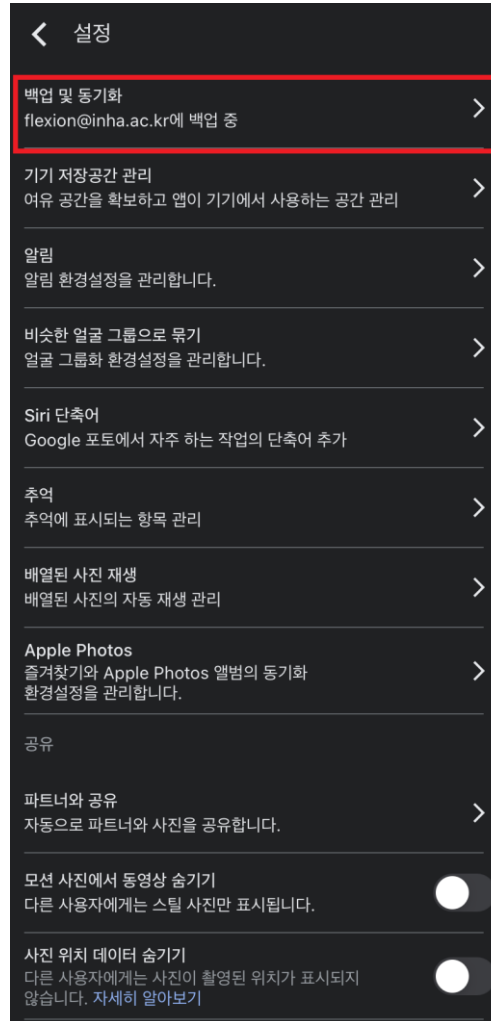 설정
백업 및 동기화
flexion@inha.ac.kr에 백업 중
기기 저장공간 관리
여유 공간을 확보하고 앱이 기기에서 사용하는 공간 관리
알림
알림 환경설정을 관리합니다.
비슷한 얼굴 그룹으로 묶기
얼굴 그룹화 환경설정을 관리합니다.
Siri 단축어
Google 포토에서 자주 하는 작업의 단축어 추가
추억
추억에 표시되는 항목 관리
배열된 사진 재생
배열된 사진의 자동 재생 관리
Apple Photos
즐겨찾기와 Apple Photos 앨범의 동기화
환경설정을 관리합니다.
공유
파트너와 공유
자동으로 파트너와 사진을 공유합니다.
모션 사진에서 동영상 숨기기
다른 사용자에게는 스틸 사진만 표시됩니다.
사진 위치 데이터 숨기기
다른 사용자에게는 사진이 촬영된 위치가 표시되지
않습니다. 자세히 알아보기